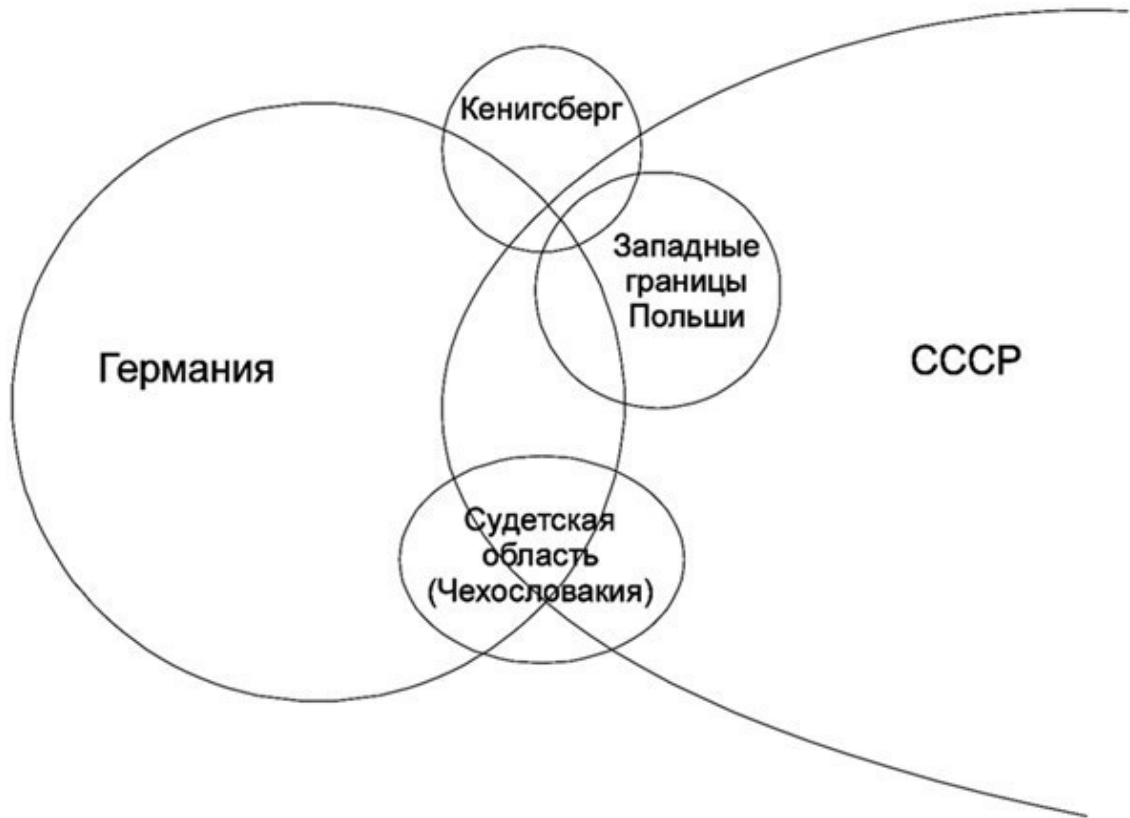 Кенигсберг
Западные
границы
Польши
Германия
СССР
Судетская
область
(Чехословакия)